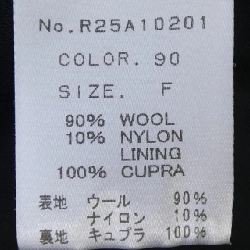 No.R25A10201
COLOR. 90
SIZE. F
90% WOOL
10% NYLON
LINING
100% CUPRA
表地 ウール 90%
ナイロン 10%
裏地 キュプラ 100%